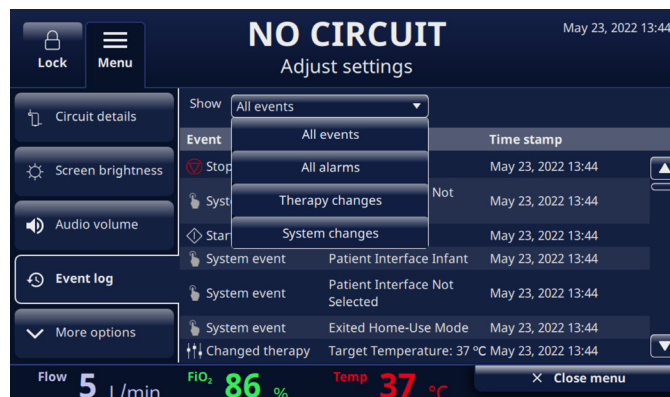 NO CIRCUIT
May 23, 2022 13:44
Lock
Menu
Adjust settings
Circuit details
Screen brightness
Audio volume
Event log
More options
Show All events
All events
All alarms
Therapy changes
System changes
Event Time stamp
Stop May 23, 2022 13:44
Syst Not May 23, 2022 13:44
Star May 23, 2022 13:44
System event Patient Interface Infant May 23, 2022 13:44
System event Patient Interface Not
Selected May 23, 2022 13:44
System event Exited Home-Use Mode May 23, 2022 13:44
Changed therapy Target Temperature: 37 °C May 23, 2022 13:44
Flow 5 L/min
FiO₂ 86 %
Temp 37 °C
× Close menu